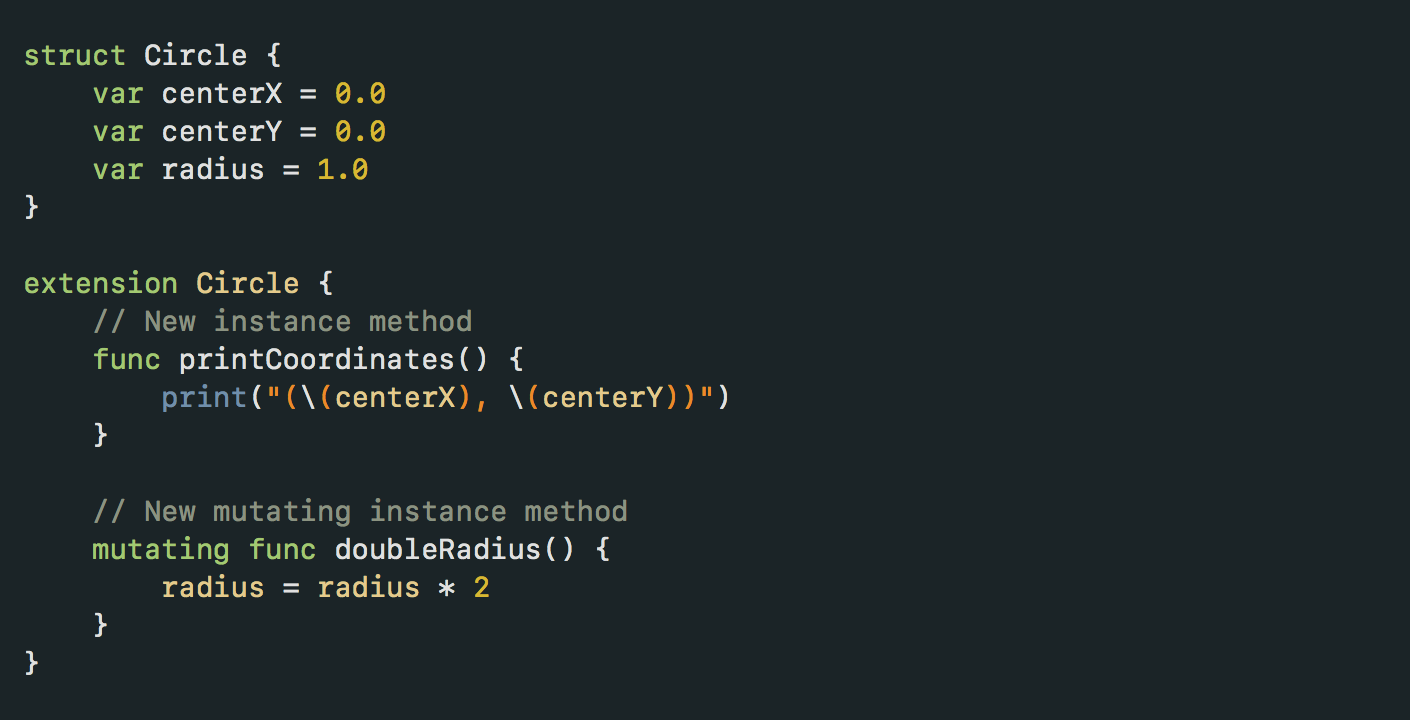 struct Circle {
    var centerX = 0.0
    var centerY = 0.0
    var radius = 1.0
}

extension Circle {
    // New instance method
    func printCoordinates() {
        print("(\(centerX), \(centerY))")
    }

    // New mutating instance method
    mutating func doubleRadius() {
        radius = radius * 2
    }
}